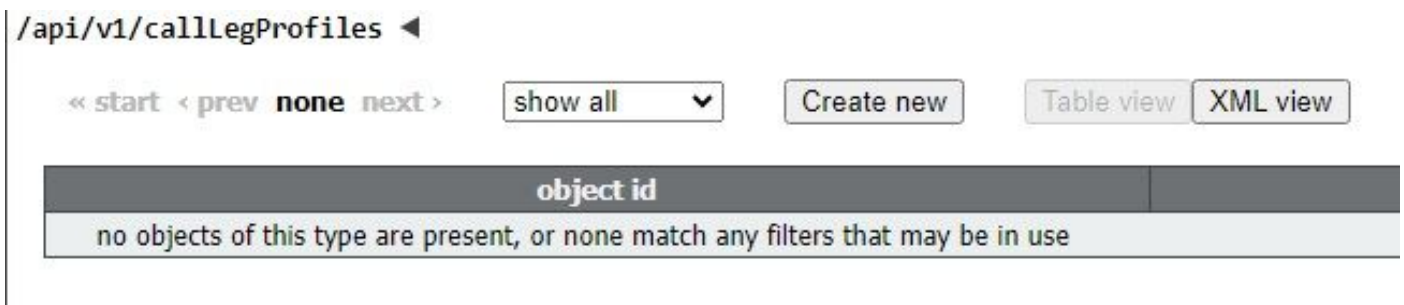 /api/v1/callLegProfiles ◄
« start ‹ prev none next › show all Create new Table view XML view
object id
no objects of this type are present, or none match any filters that may be in use